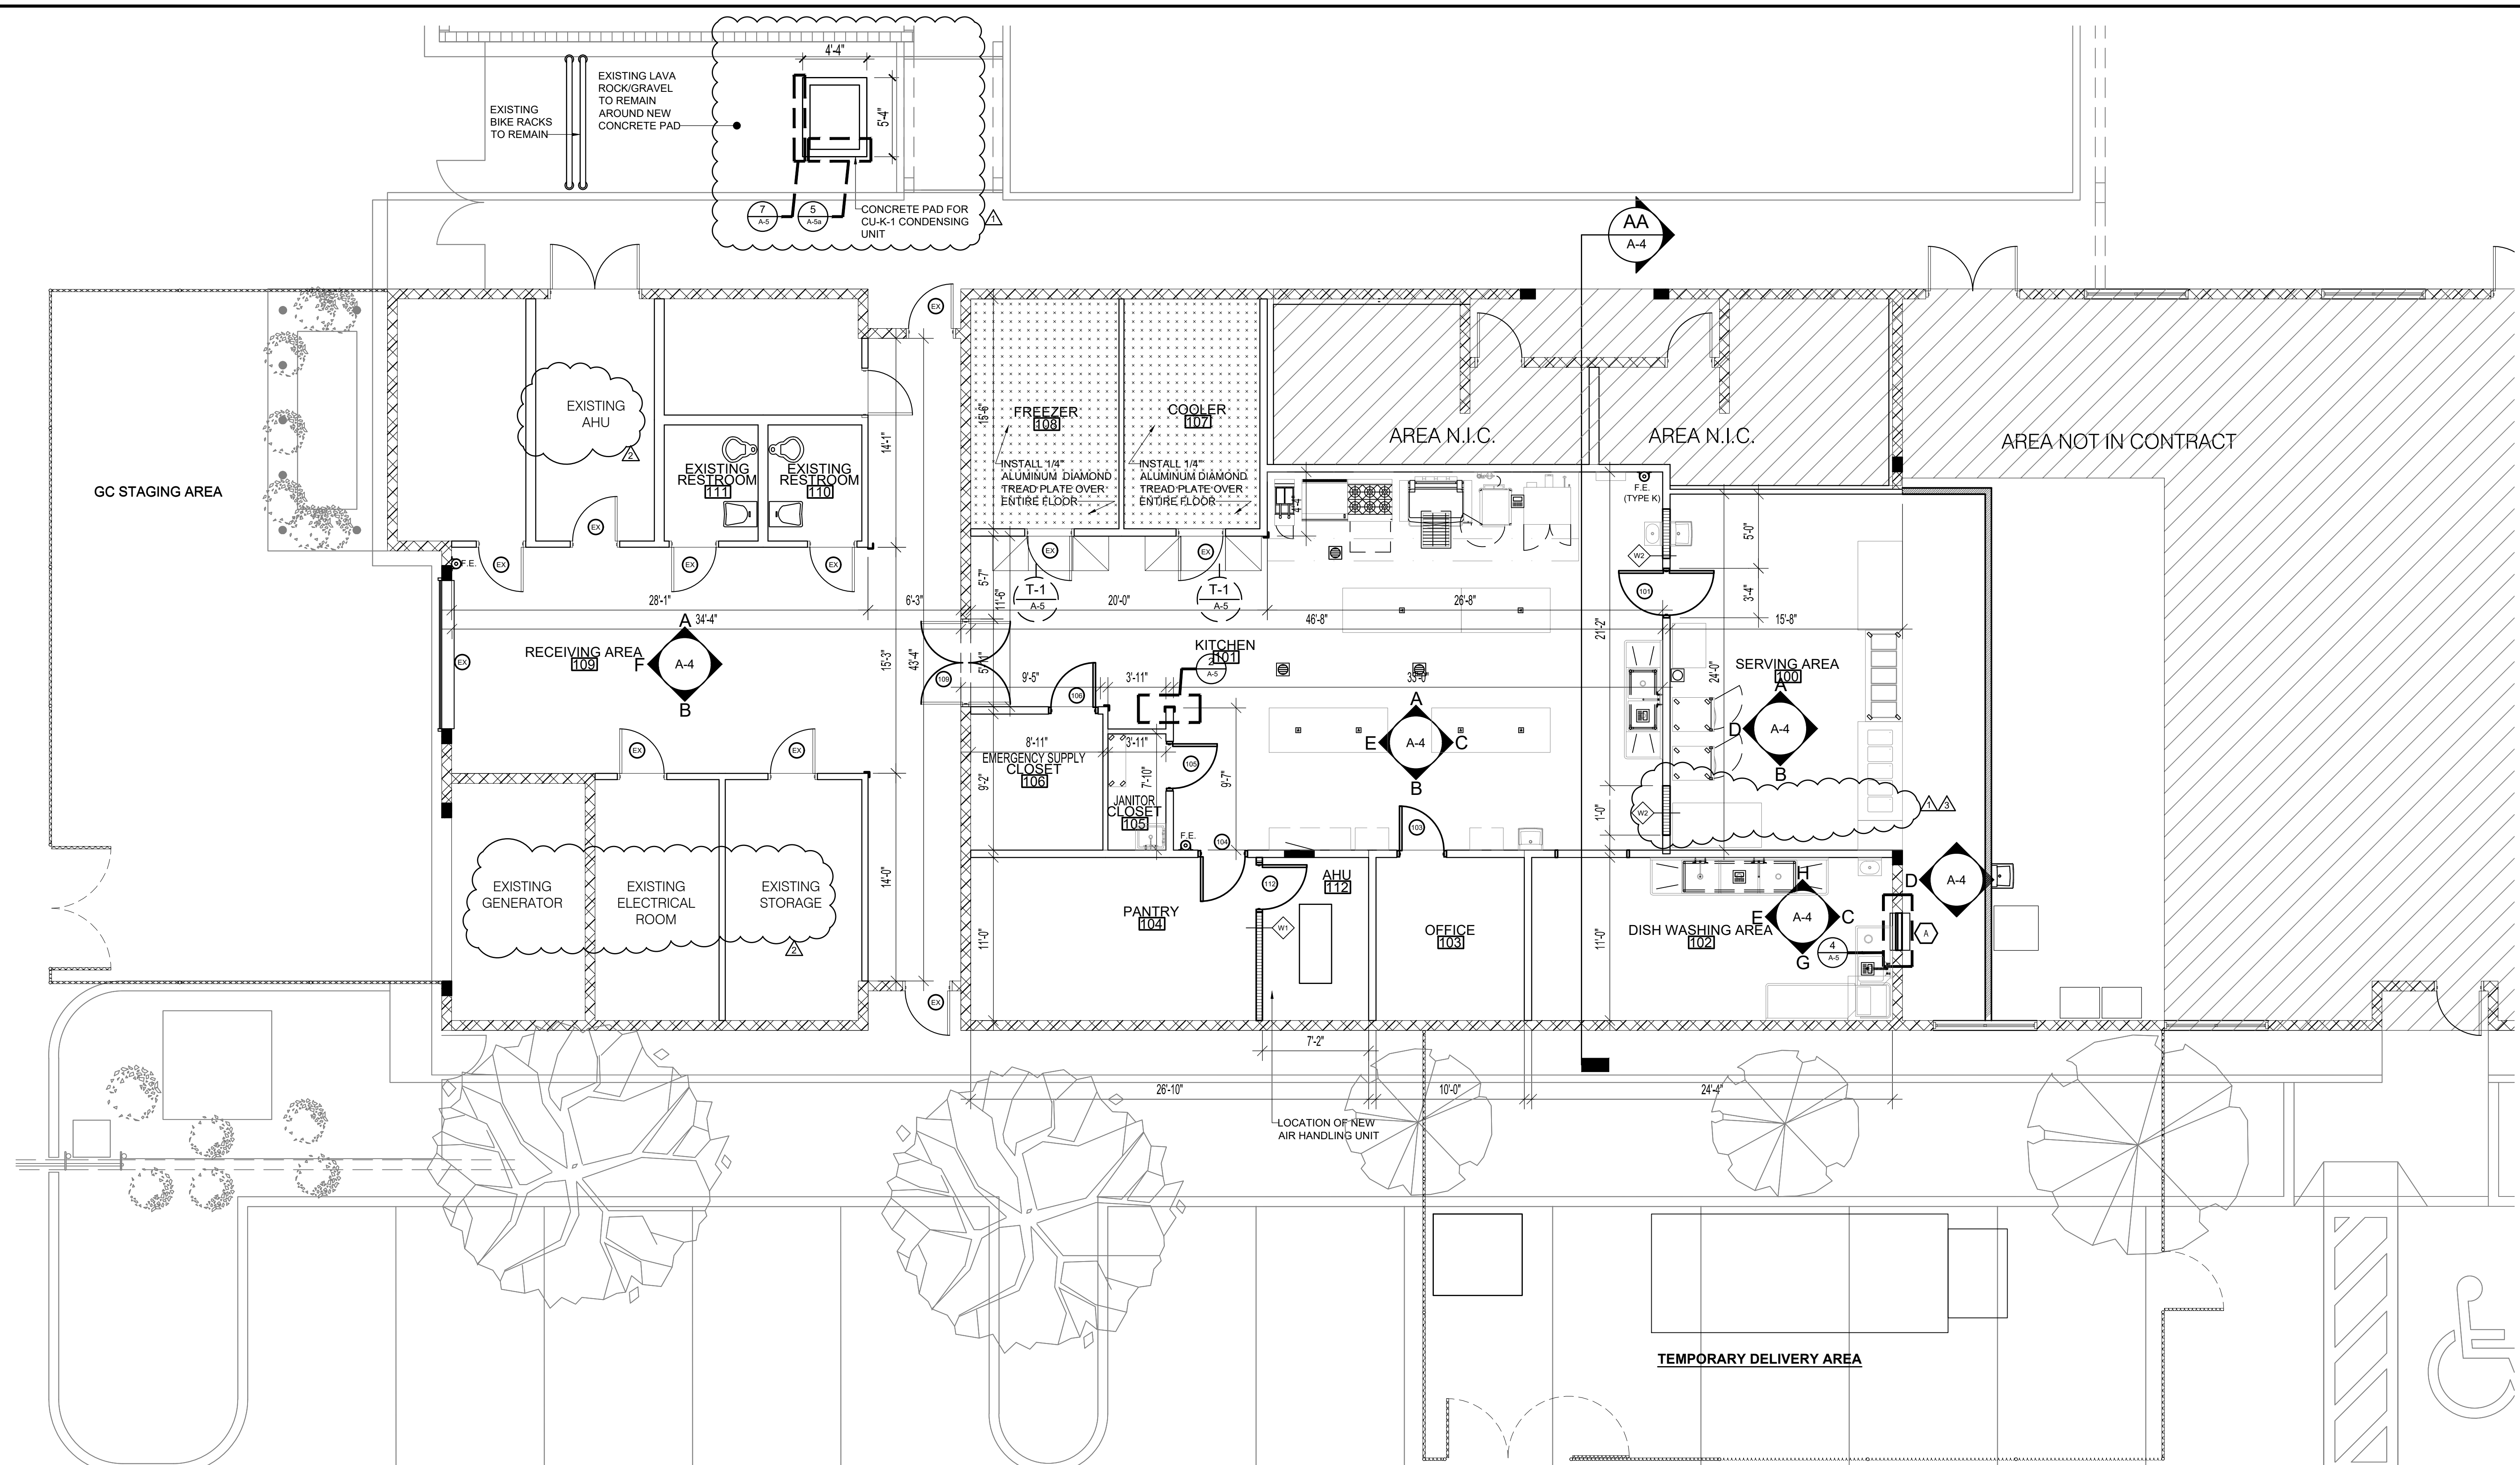 4'-4"
EXISTING LAVA
ROCK/GRAVEL
TO REMAIN
AROUND NEW
CONCRETE PAD
EXISTING
BIKE RACKS
TO REMAIN
5'-4"
7
A-5
5
A-5a
CONCRETE PAD FOR
CU-K-1 CONDENSING
UNIT
1
AA
A-4
EX
EXISTING
AHU
2
FREEZER
108
COOLER
107
15'-6"
INSTALL 1/4"
ALUMINUM DIAMOND
TREAD PLATE OVER
ENTIRE FLOOR
INSTALL 1/4"
ALUMINUM DIAMOND
TREAD PLATE OVER
ENTIRE FLOOR
AREA N.I.C.
AREA N.I.C.
AREA NOT IN CONTRACT
14'-1"
EXISTING
RESTROOM
111
EXISTING
RESTROOM
110
GC STAGING AREA
F.E.
(TYPE K)
4'-4"
5'-0"
EX
EX
EX
EX
EX
EX
F.E.
W2
101
T-1
A-5
T-1
A-5
5'-7"
11'-6"
3'-4"
28'-1"
6'-3"
20'-0"
26'-8"
34'-4"
46'-8"
15'-8"
21'-2"
RECEIVING AREA
109
A
F
A-4
B
EX
15'-3"
43'-4"
5'-11"
KITCHEN
101
2
A-5
SERVING AREA
100
24'-0"
109
9'-5"
106
3'-11"
35'-0"
A
E
A-4
C
B
A
D
A-4
B
EX
EX
8'-11"
3'-11"
EMERGENCY SUPPLY
CLOSET
106
9'-2"
105
7'-10"
9'-7"
JANITOR
CLOSET
105
W2
1'-0"
1
3
F.E.
104
103
EXISTING
GENERATOR
EXISTING
ELECTRICAL
ROOM
EXISTING
STORAGE
2
14'-0"
AHU
112
112
PANTRY
104
W1
11'-0"
OFFICE
103
11'-0"
DISH WASHING AREA
102
H
E
A-4
C
G
4
A-5
A
D
A-4
EX
7'-2"
26'-10"
10'-0"
24'-4"
LOCATION OF NEW
AIR HANDLING UNIT
TEMPORARY DELIVERY AREA